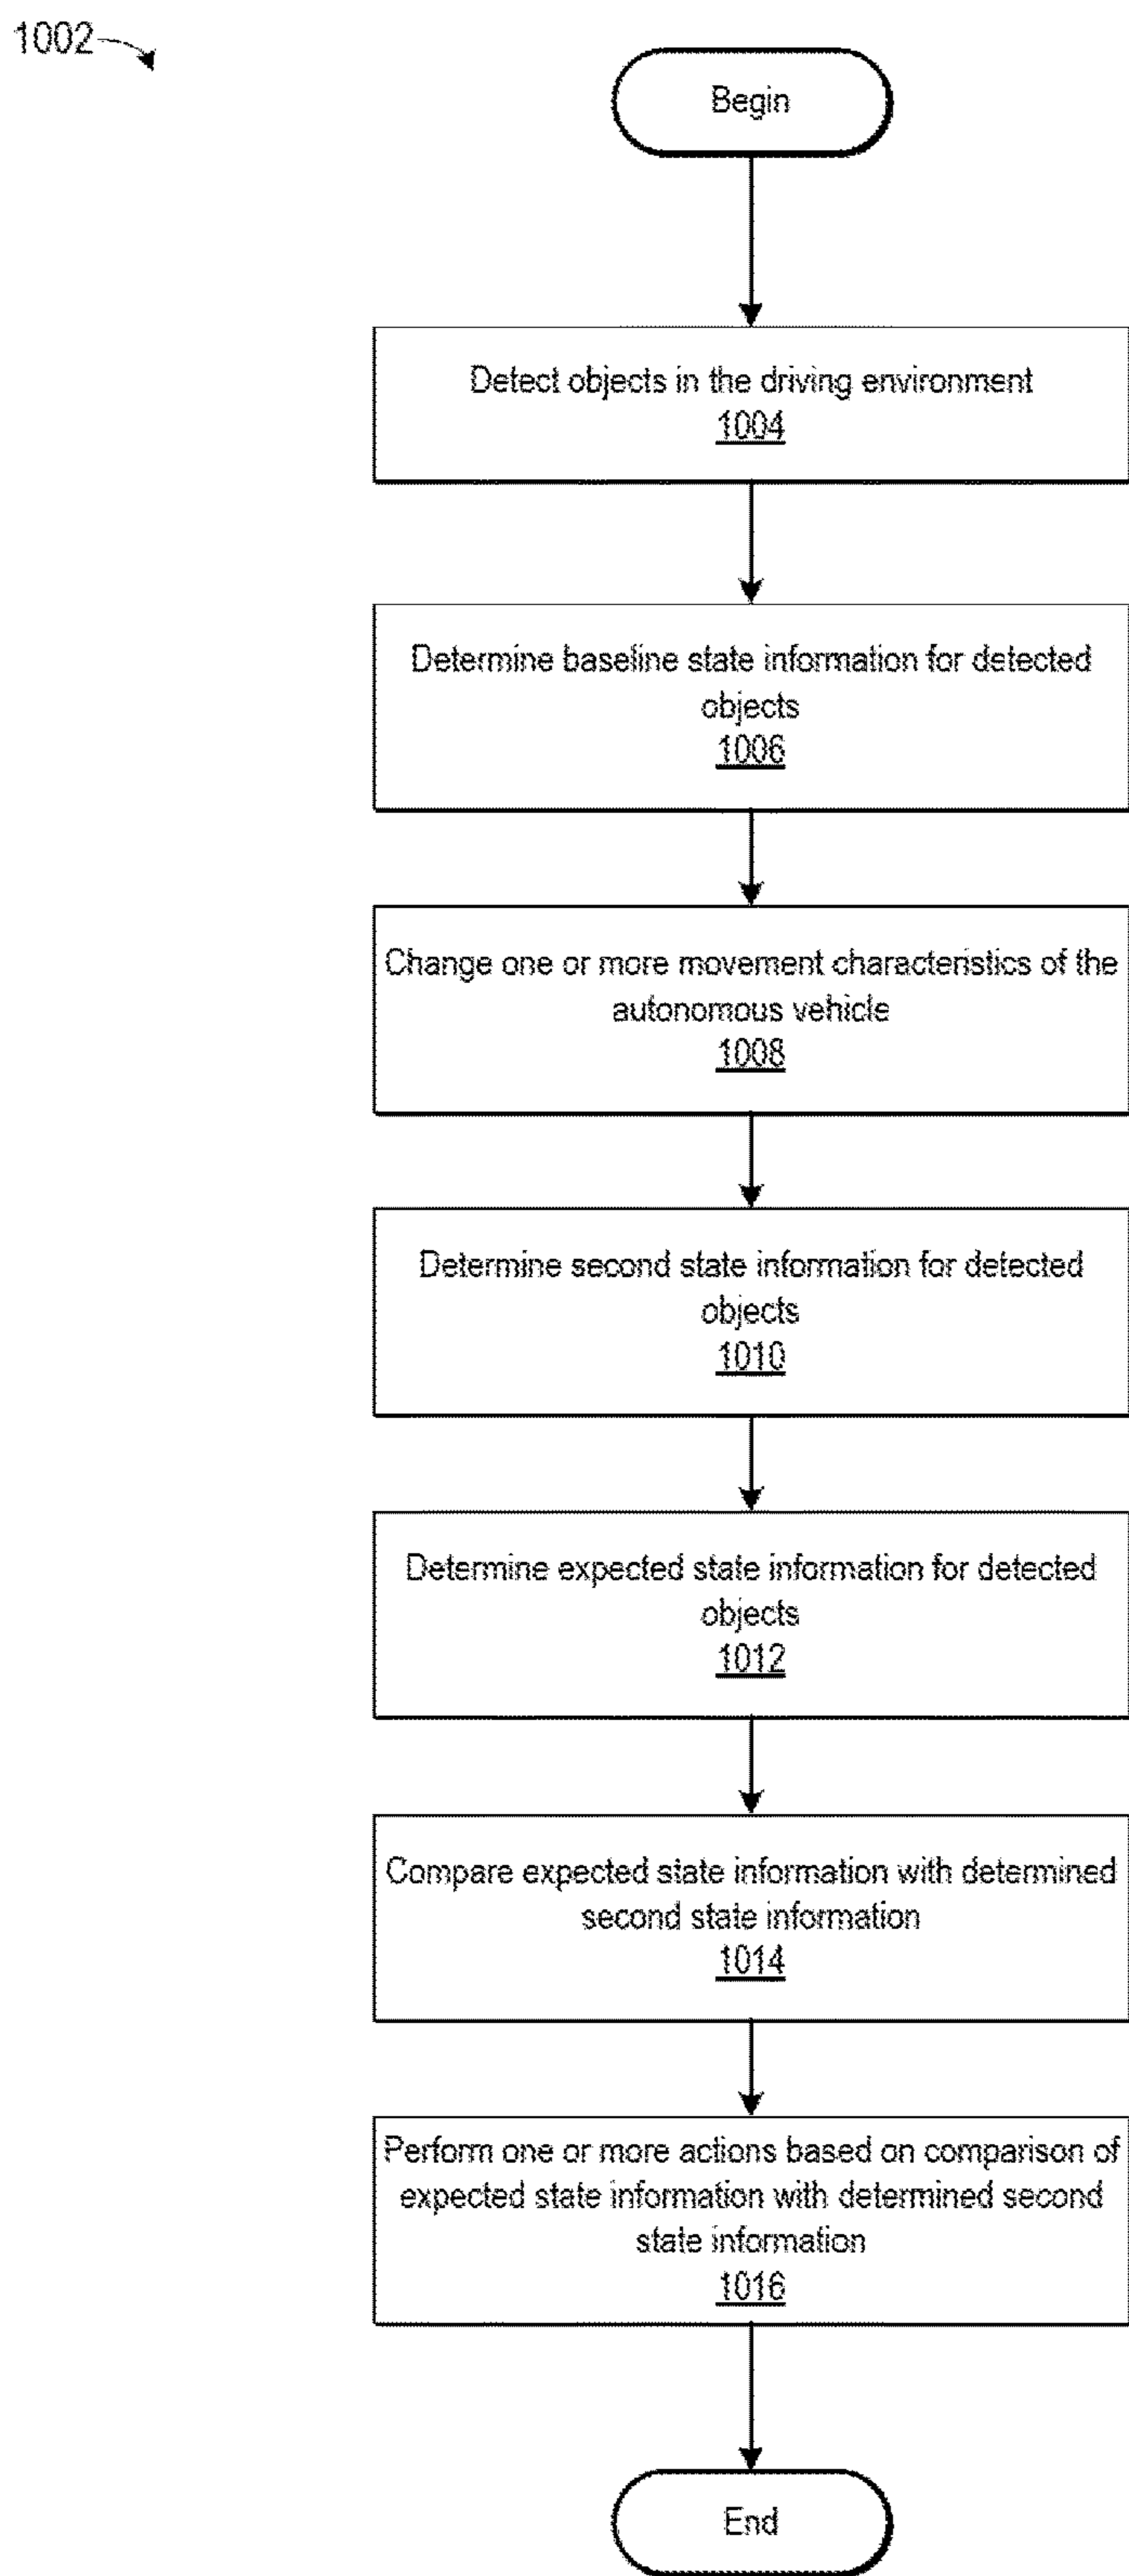 1002
Begin
Detect objects in the driving environment
1004
Determine baseline state information for detected
objects
1006
Change one or more movement characteristics of the
autonomous vehicle
1008
Determine second state information for detected
objects
1010
Determine expected state information for detected
objects
1012
Compare expected state information with determined
second state information
1014
Perform one or more actions based on comparison of
expected state information with determined second
state information
1016
End